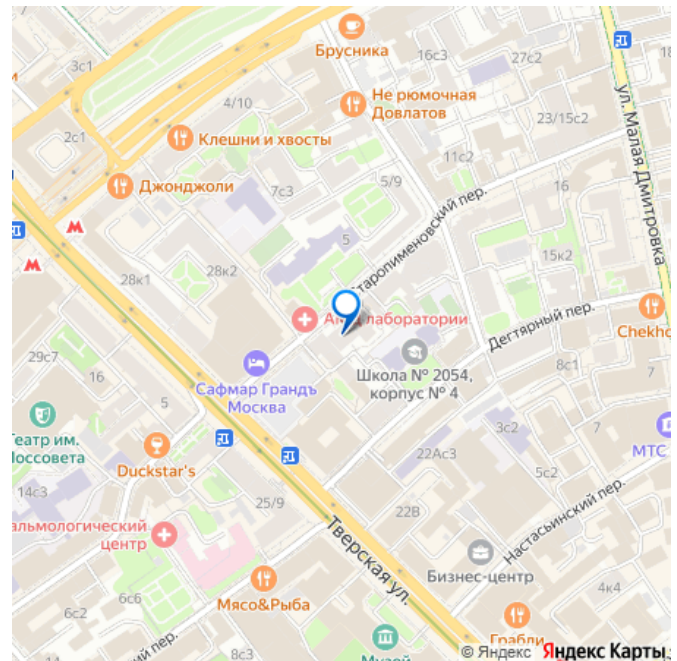 Брусника
16с3
27с2
3с1
Не рюмочная
Довлатов
4/10
23/15с2
ул. Малая Дмитровка
2с1
Клешни и хвосты
11с2
Джонджоли
7с3
5/9
16
Старопименовский пер.
5
15к2
28к1
28к2
лаборатории
Дегтярный пер.
Chekho
29с7
Школа № 2054,
корпус № 4
8с1
16
Сафмар Грандъ
Москва
5
Театр им.
Моссовета
3с2
7
МТС
Duckstar's
22Ас3
5с2
14с3
25/9
альмологический
центр
22В
Настасьинский пер.
Тверская ул.
Бизнес-центр
Мясо&Рыба
4к4
6с6
6с2
пер.
Грабли
8с3
Музей
© Яндекс Яндекс Карты